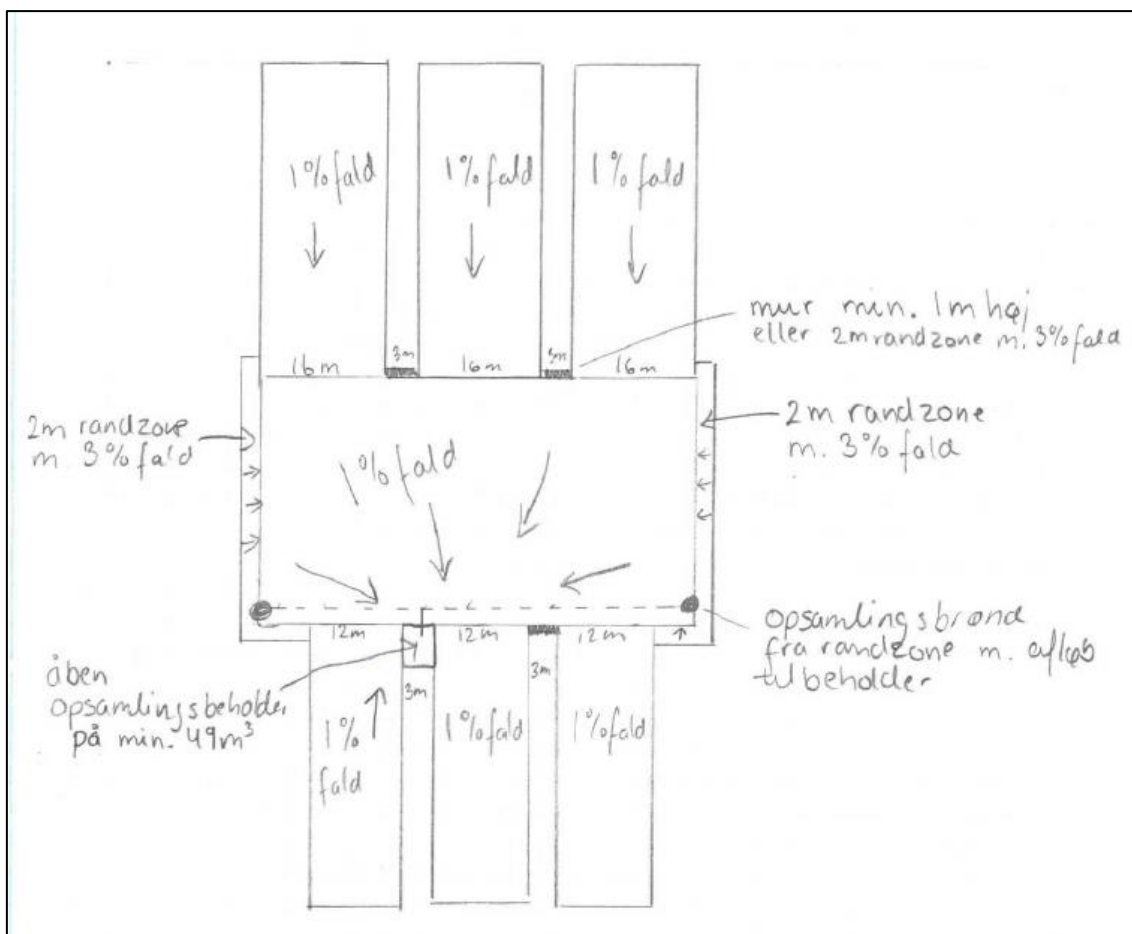 1% fald
1% fald
1% fald
mur min. 1m høj
eller 2m randzone m. 3% fald
16m
3m
16m
3m
16m
2m randzone
m. 3% fald
2m randzone
m. 3% fald
1% fald
12m
12m
12m
opsamlingsbrønd
fra randzone m. afløb
til beholder
åben
opsamlingsbeholder
på min. 49m³
3m
3m
1%
fald
1% fald
1% fald